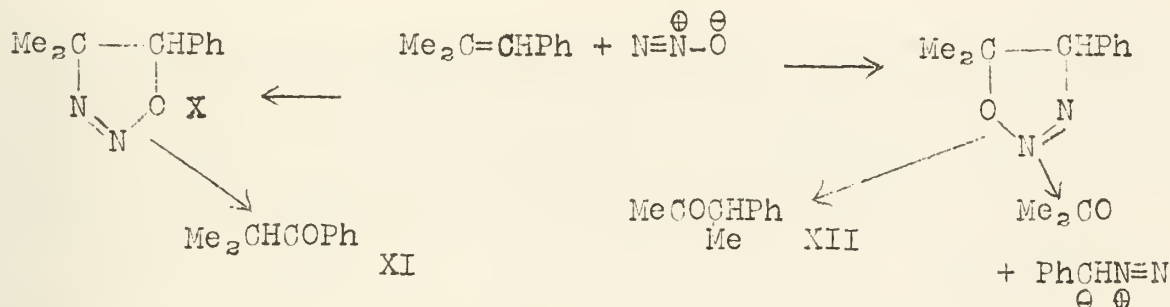 Me₂C — CHPh
Me₂C=CHPh + N≡N⊕-O⊖
Me₂C — CHPh
N=N O X
O N=N
Me₂CHCOPh XI
MeCOCHPh
Me XII
Me₂CO
+ PhCHN≡N
⊖ ⊕